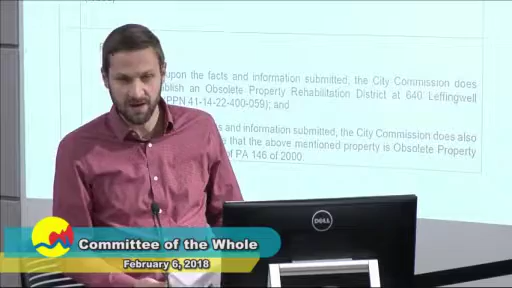 upon the facts and information submitted, the City Commission does
blish an Obsolete Property Rehabilitation District at 640 Leffingwell
PPN 41-14-22-400-059); and
s and information submitted, the City Commission does also
e that the above mentioned property is Obsolete Property
of PA 146 of 2000.
DELL
Committee of the Whole
February 6, 2018